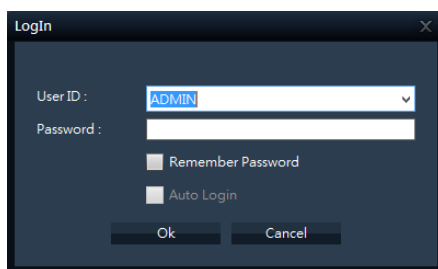 LogIn
User ID :
ADMIN
Password :
Remember Password
Auto Login
Ok
Cancel